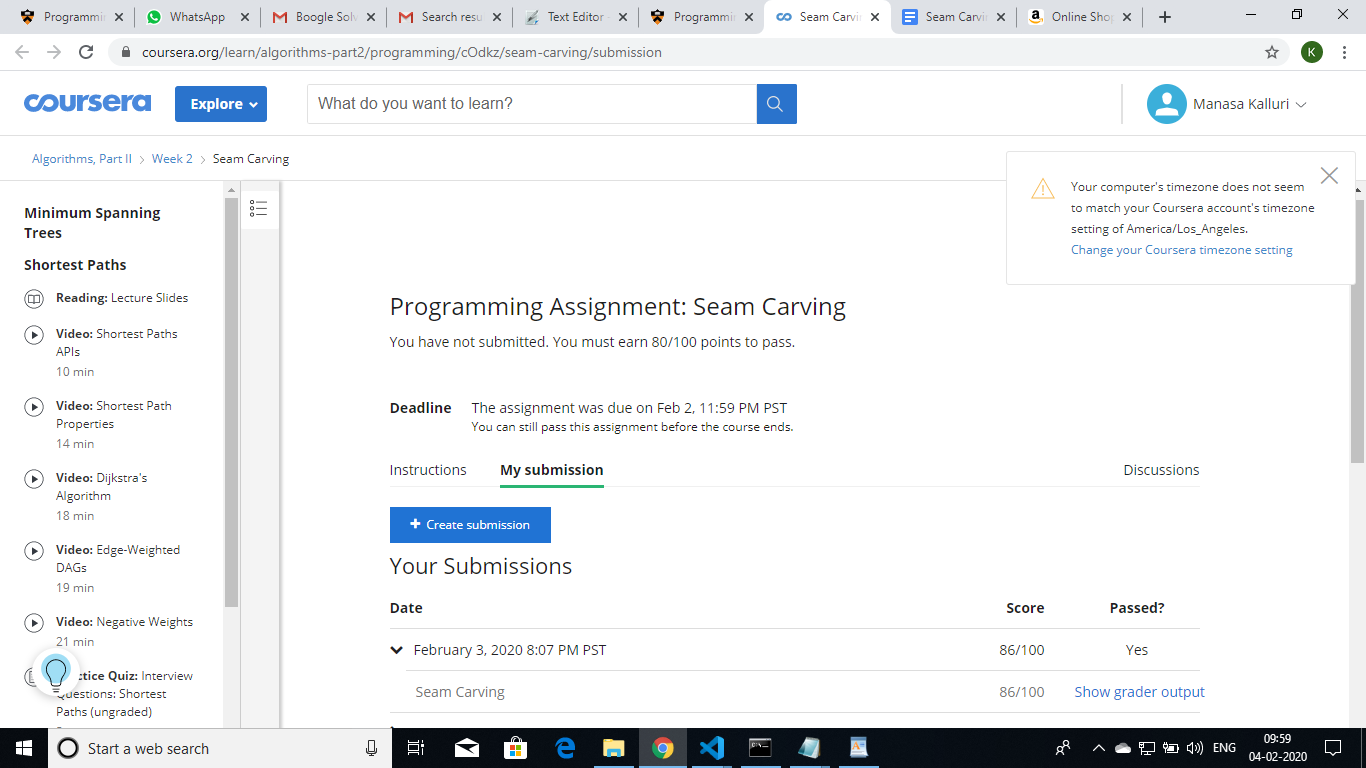 Programmin
WhatsApp
Boogle Solv
Search resu
Text Editor
Programmin
Seam Carvi
Seam Carvin
Online Shop
coursera.org/learn/algorithms-part2/programming/cOdkz/seam-carving/submission
K
coursera
Explore
What do you want to learn?
Manasa Kalluri
Algorithms, Part II > Week 2 > Seam Carving
Your computer's timezone does not seem
to match your Coursera account's timezone
setting of America/Los_Angeles.
Change your Coursera timezone setting
Minimum Spanning
Trees
Shortest Paths
Reading: Lecture Slides
Video: Shortest Paths
APIs
10 min
Video: Shortest Path
Properties
14 min
Video: Dijkstra's
Algorithm
18 min
Video: Edge-Weighted
DAGs
19 min
Video: Negative Weights
21 min
Quiz: Interview
Questions: Shortest
Paths (ungraded)
Programming Assignment: Seam Carving
You have not submitted. You must earn 80/100 points to pass.
Deadline The assignment was due on Feb 2, 11:59 PM PST
You can still pass this assignment before the course ends.
Instructions My submission Discussions
+ Create submission
Your Submissions
Date Score Passed?
February 3, 2020 8:07 PM PST 86/100 Yes
Seam Carving 86/100 Show grader output
Start a web search
ENG
09:59
04-02-2020